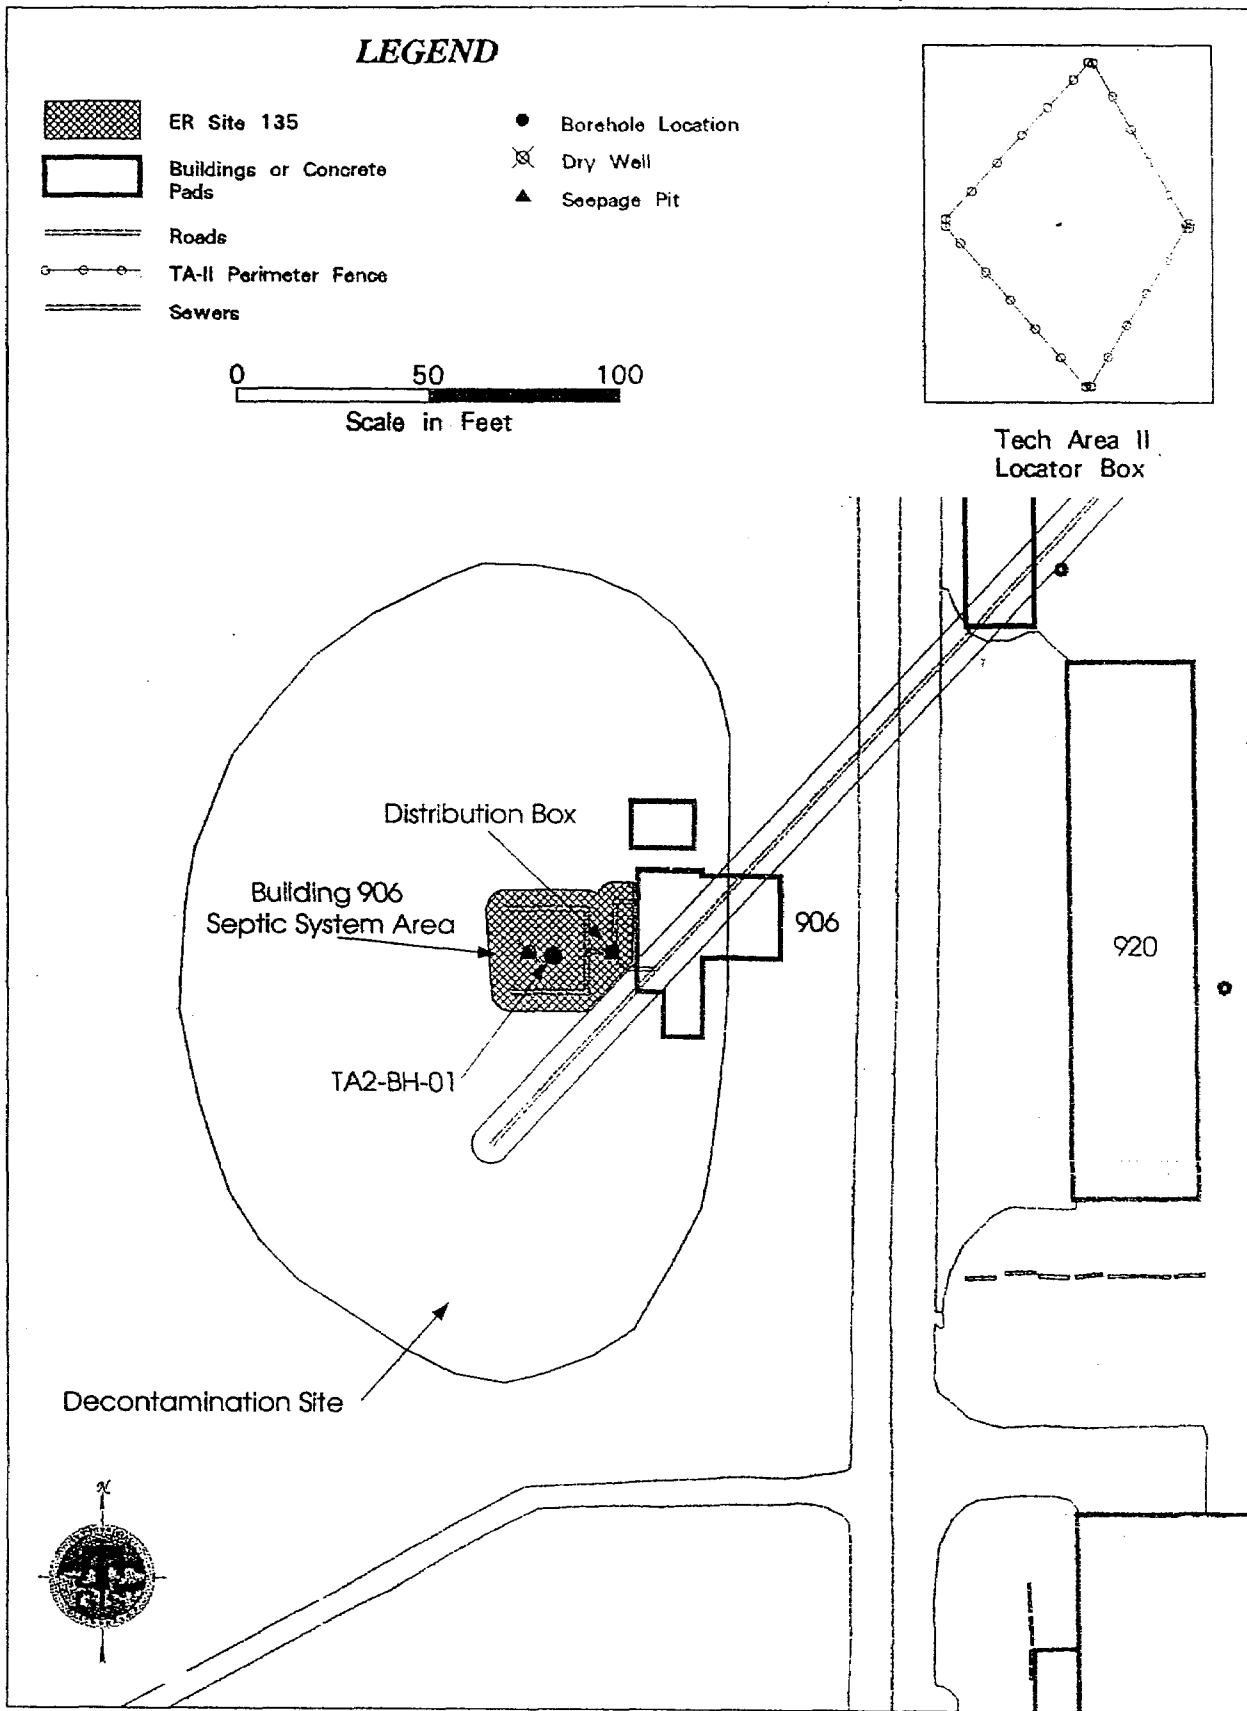 LEGEND
ER Site 135
Buildings or Concrete
Pads
Roads
TA-II Perimeter Fence
Sewers
Borehole Location
Dry Well
Seepage Pit
0 50 100
Scale in Feet
Tech Area II
Locator Box
Distribution Box
Building 906
Septic System Area
906
920
TA2-BH-01
Decontamination Site
N